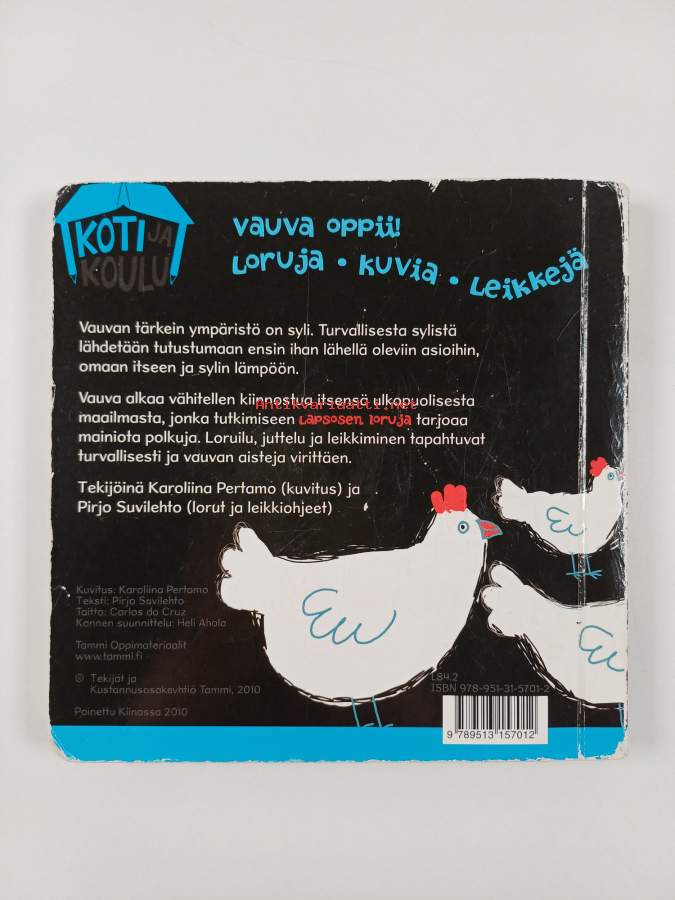 KOTI JA
KOULU
Vauva oppii!
Loruja • Kuvia • Leikkejä
Vauvan tärkein ympäristö on syli. Turvallisesta sylistä
lähdetään tutustumaan ensin ihan lähellä oleviin asioihin,
omaan itseen ja sylin lämpöön.
Vauva alkaa vähitellen kiinnostua itsensä ulkopuolisesta
Antikvariaatti.net
maailmasta, jonka tutkimiseen Lapsosen loruja tarjoaa
mainiota polkuja. Loruilu, juttelu ja leikkiminen tapahtuvat
turvallisesti ja vauvan aisteja virittäen.
Tekijöinä Karoliina Pertamo (kuvitus) ja
Pirjo Suvilehto (lorut ja leikkiohjeet)
Kuvitus: Karoliina Pertamo
Teksti: Pirjo Suvilehto
Taitto: Carlos da Cruz
Kannen suunnittelu: Heli Ahola
Tammi Oppimateriaalit
www.tammi.fi
© Tekijät ja
Kustannusosakeyhtiö Tammi, 2010
Painettu Kiinassa 2010
L84.2
ISBN 978-951-31-5701-2
9 789513 157012